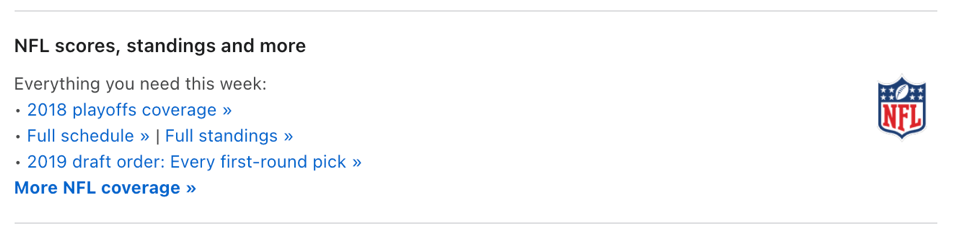 NFL scores, standings and more
Everything you need this week:
• 2018 playoffs coverage »
• Full schedule » | Full standings »
• 2019 draft order: Every first-round pick »
More NFL coverage »
NFL